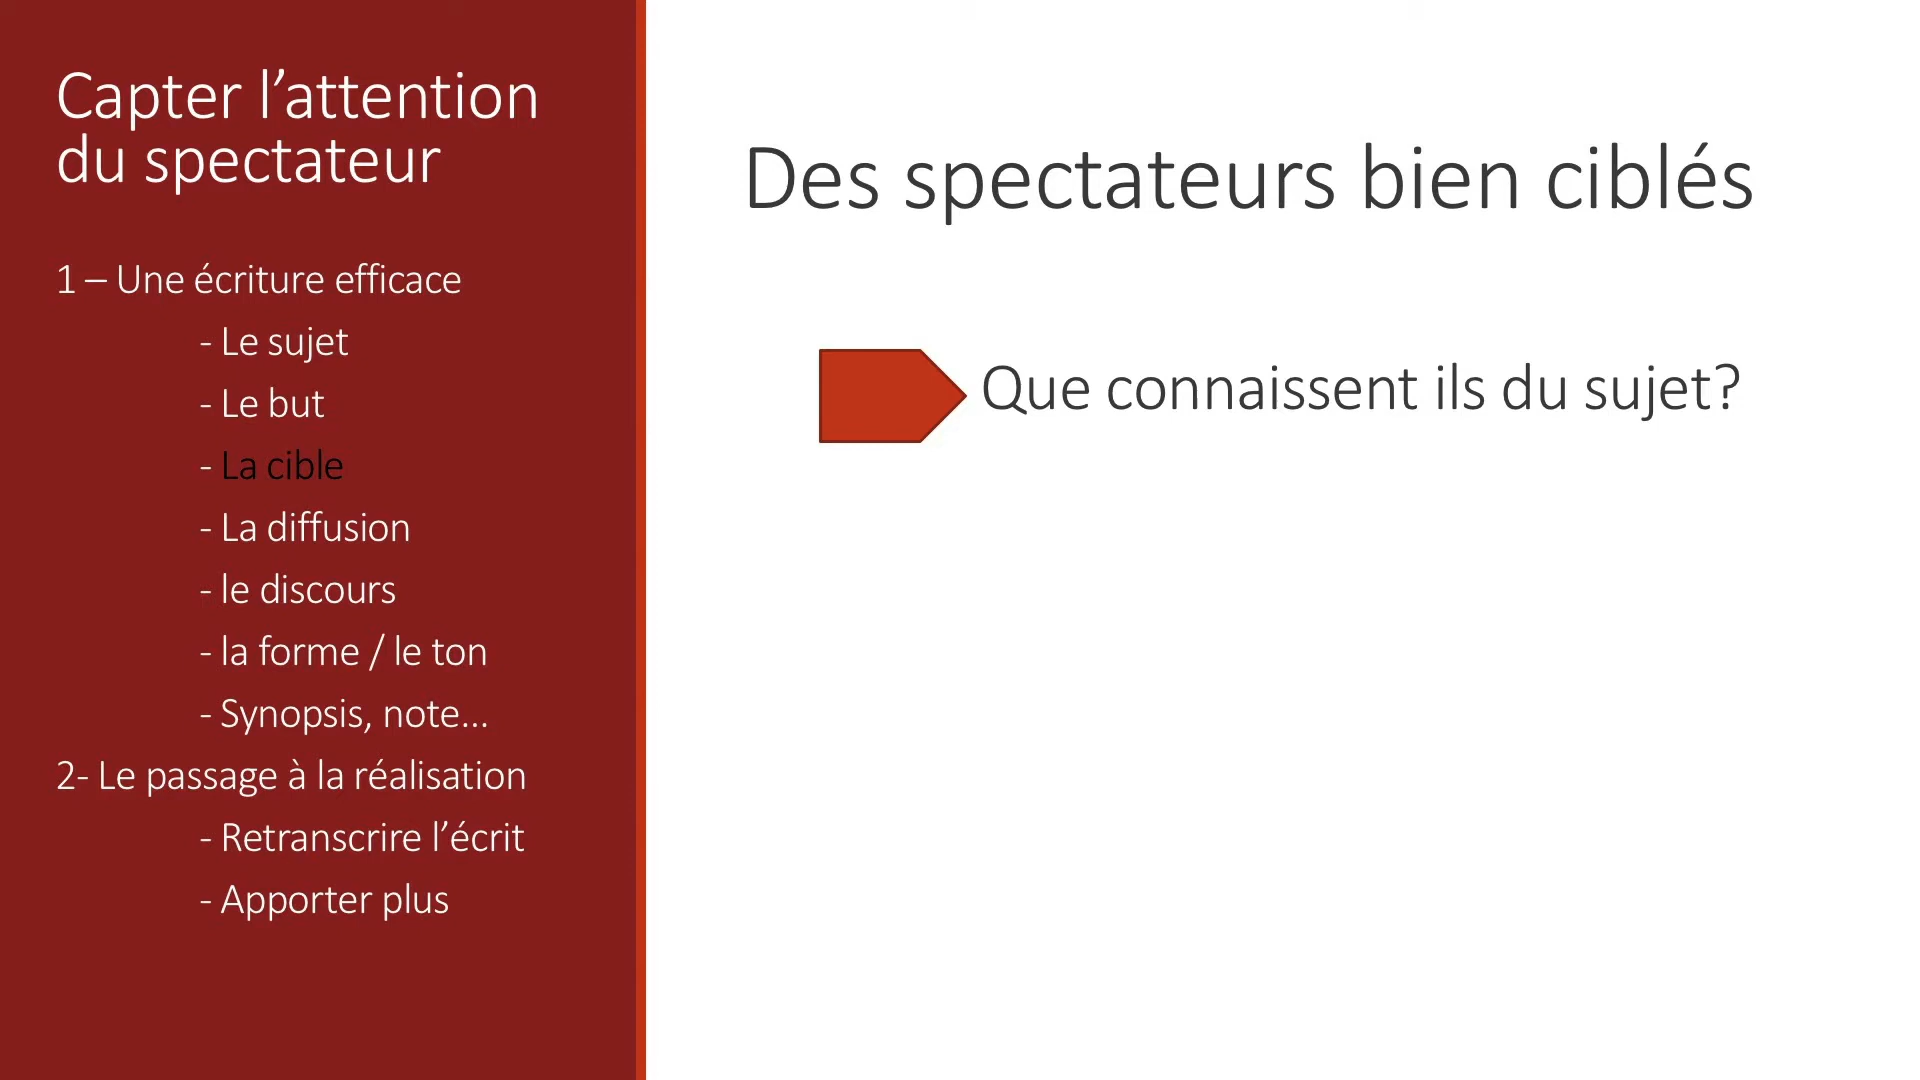 Capter l’attention
du spectateur
1 – Une écriture efficace
- Le sujet
- Le but
- La cible
- La diffusion
- le discours
- la forme / le ton
- Synopsis, note...
2- Le passage à la réalisation
- Retranscrire l’écrit
- Apporter plus
Des spectateurs bien ciblés
Que connaissent ils du sujet?